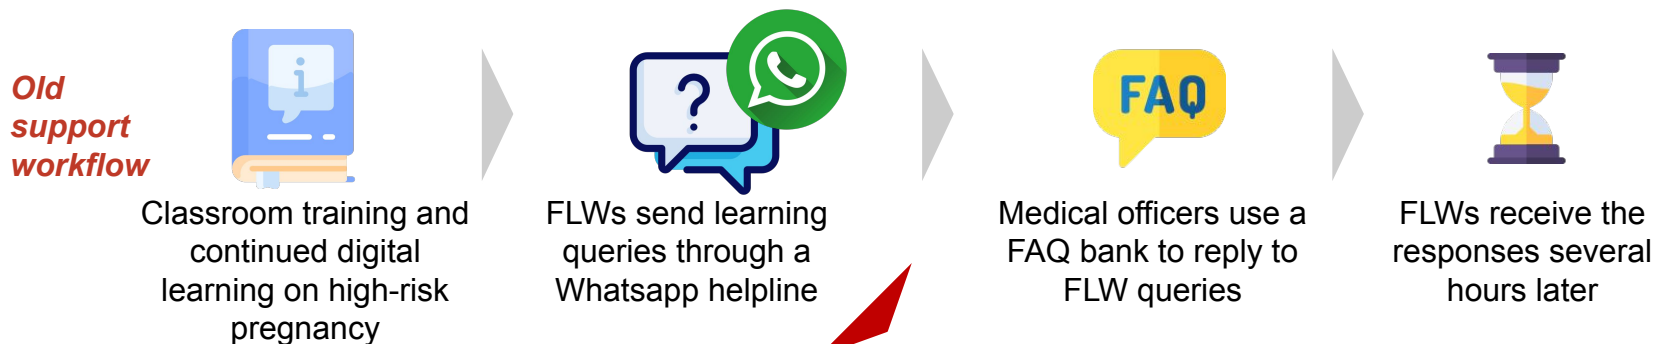 Old
support
workflow
i
?
FAQ
Classroom training and
continued digital
learning on high-risk
pregnancy
FLWs send learning
queries through a
Whatsapp helpline
Medical officers use a
FAQ bank to reply to
FLW queries
FLWs receive the
responses several
hours later